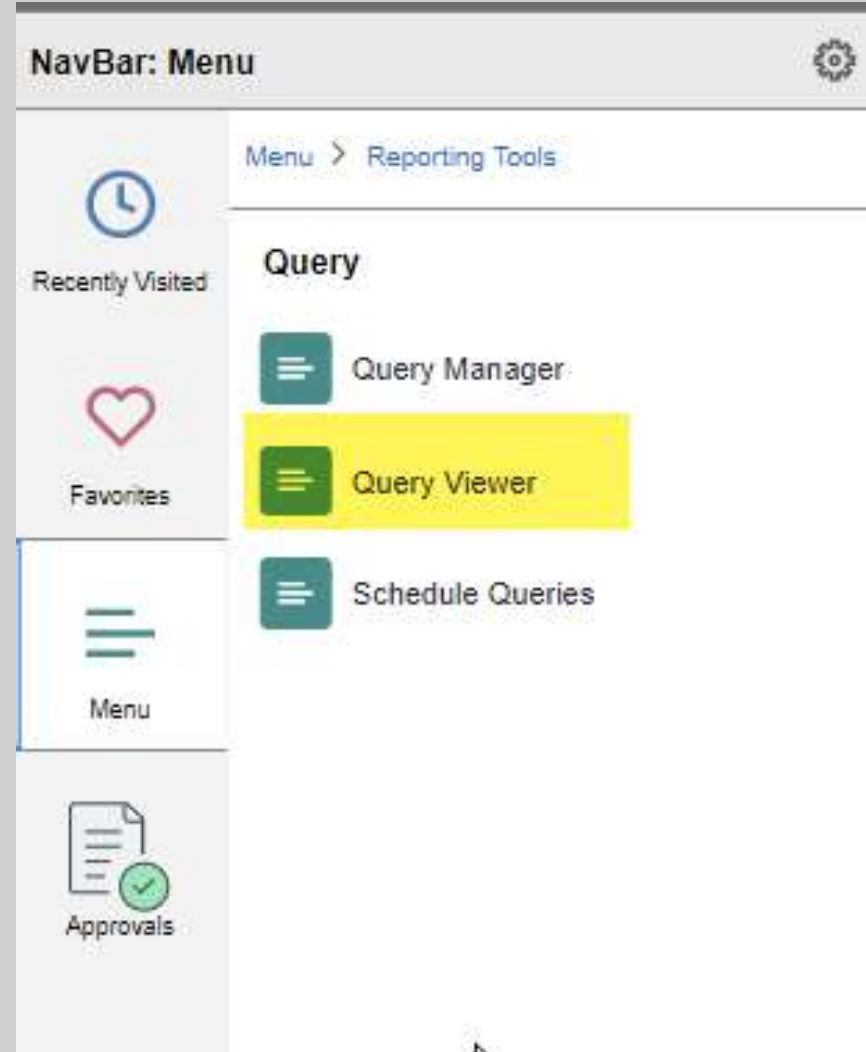 NavBar: Menu
Menu > Reporting Tools
Recently Visited
Query
Query Manager
Favorites
Query Viewer
Schedule Queries
Menu
Approvals